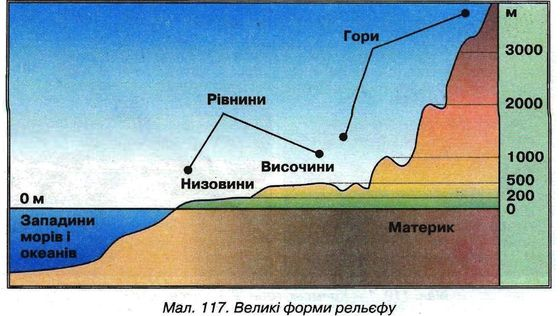 м
Гори
3000
Рівнини
2000
Височини
1000
Низовини
500
0 м
200
0
Западини
морів і
океанів
Материк
Мал. 117. Великі форми рельєфу